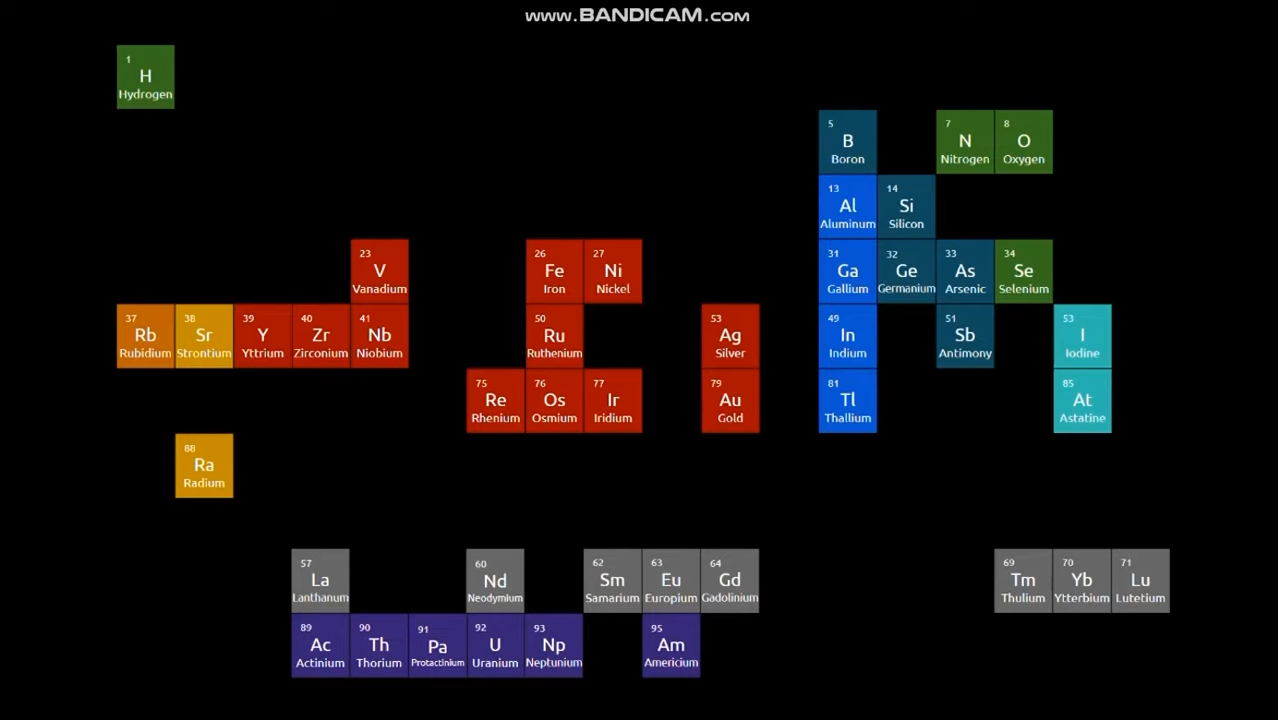 www.BANDICAM.com
1
H
Hydrogen
5
B
Boron
7
N
Nitrogen
8
O
Oxygen
13
Al
Aluminum
14
Si
Silicon
23
V
Vanadium
26
Fe
Iron
27
Ni
Nickel
31
Ga
Gallium
32
Ge
Germanium
33
As
Arsenic
34
Se
Selenium
37
Rb
Rubidium
38
Sr
Strontium
39
Y
Yttrium
40
Zr
Zirconium
41
Nb
Niobium
50
Ru
Ruthenium
53
Ag
Silver
49
In
Indium
51
Sb
Antimony
53
I
Iodine
75
Re
Rhenium
76
Os
Osmium
77
Ir
Iridium
79
Au
Gold
81
Tl
Thallium
85
At
Astatine
88
Ra
Radium
57
La
Lanthanum
60
Nd
Neodymium
62
Sm
Samarium
63
Eu
Europium
64
Gd
Gadolinium
69
Tm
Thulium
70
Yb
Ytterbium
71
Lu
Lutetium
89
Ac
Actinium
90
Th
Thorium
91
Pa
Protactinium
92
U
Uranium
93
Np
Neptunium
95
Am
Americium